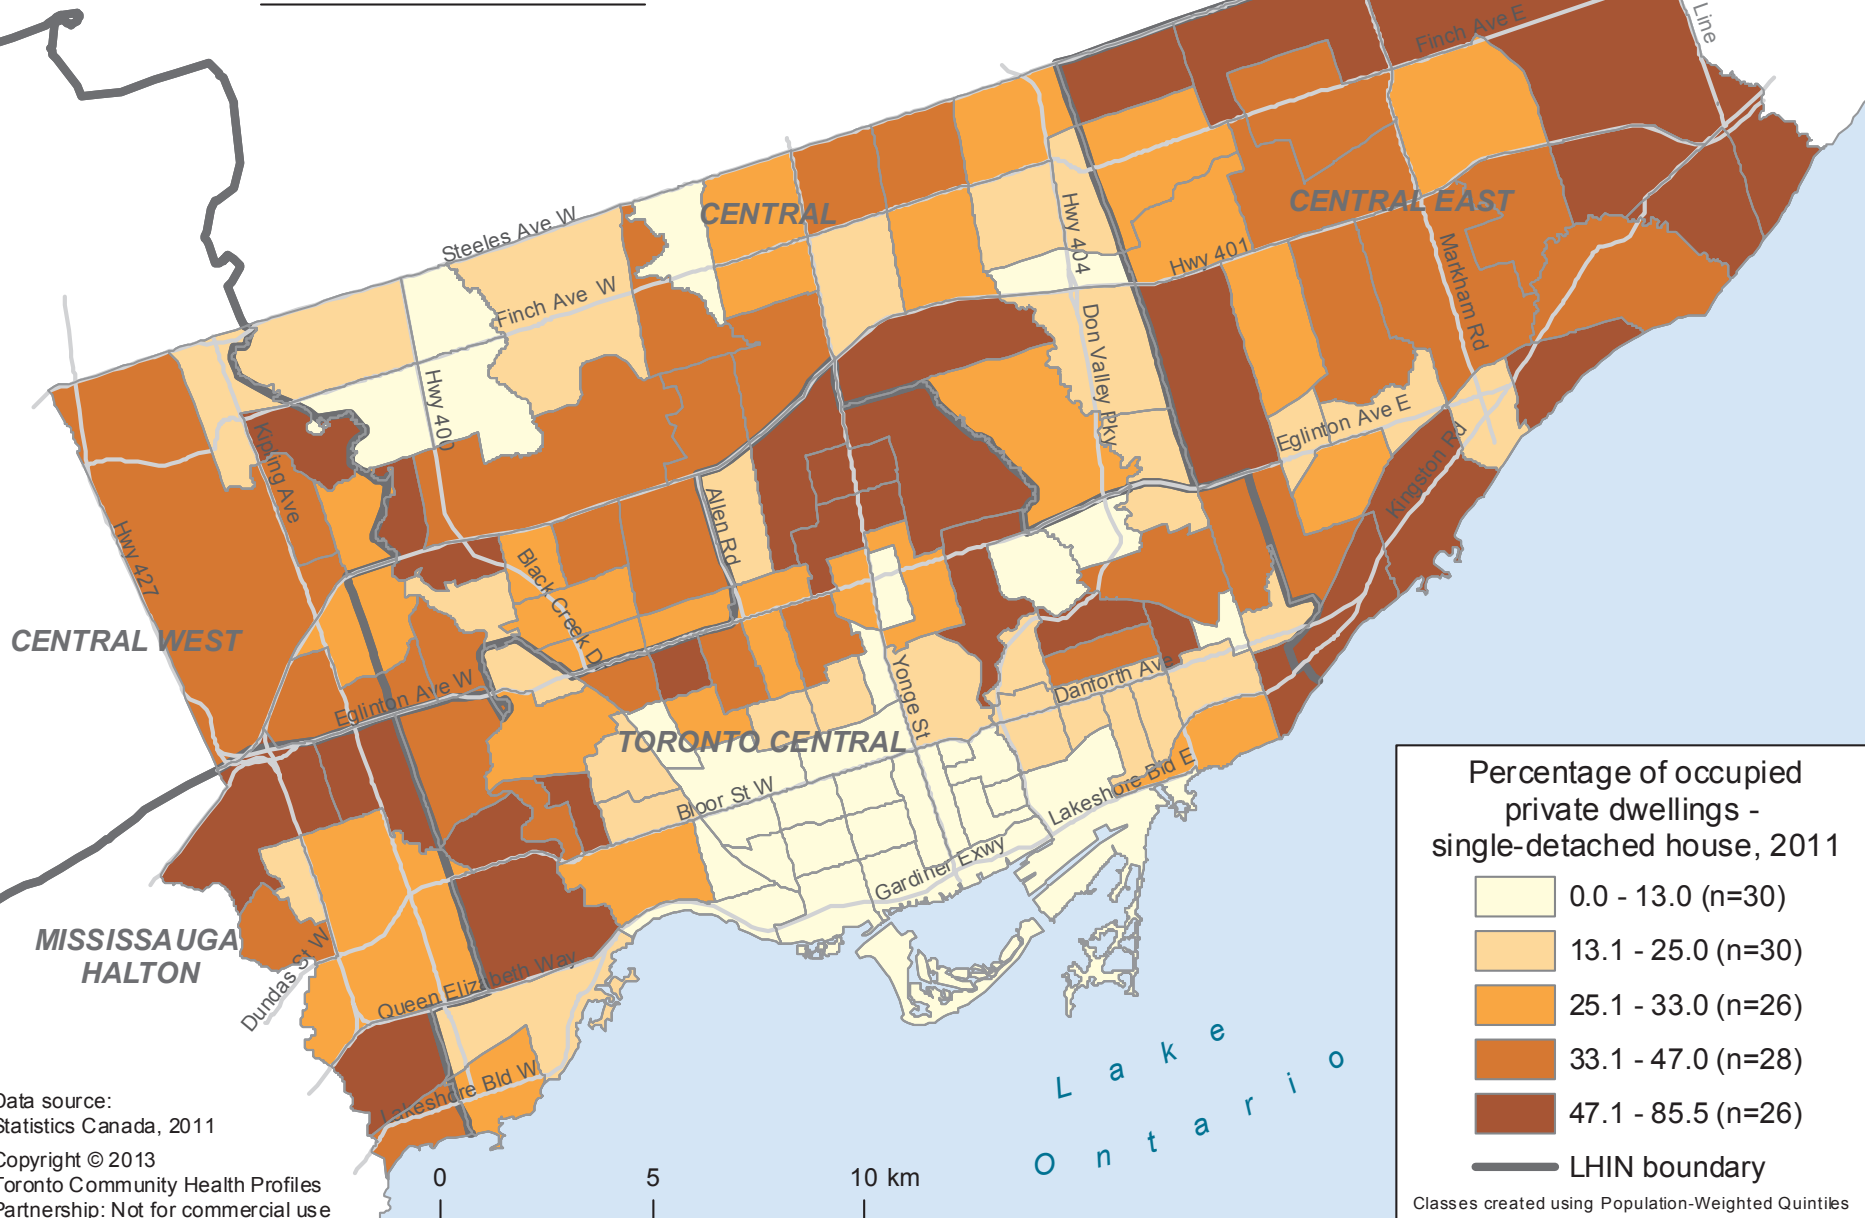 Line
Finch Ave E
CENTRAL EAST
CENTRAL
Steeles Ave W
Finch Ave W
Hwy 404
Hwy 401
Markham Rd
Don Valley Pky
Hwy 400
Kipling Ave
Eglinton Ave E
Kingston Rd
Allen Rd
Hwy 427
Black Creek D
CENTRAL WEST
Eglinton Ave W
Yonge St
Danforth Ave
TORONTO CENTRAL
Bloor St W
Lakeshore Bld E
Gardiner Exwy
MISSISSAUGA
HALTON
Dundas St W
Queen Elizabeth Way
Lakeshore Bld W
Lake
Ontario
Percentage of occupied
private dwellings -
single-detached house, 2011
0.0 - 13.0 (n=30)
13.1 - 25.0 (n=30)
25.1 - 33.0 (n=26)
33.1 - 47.0 (n=28)
47.1 - 85.5 (n=26)
LHIN boundary
Classes created using Population-Weighted Quintiles
Data source:
Statistics Canada, 2011
Copyright © 2013
Toronto Community Health Profiles
Partnership: Not for commercial use
0 5 10 km